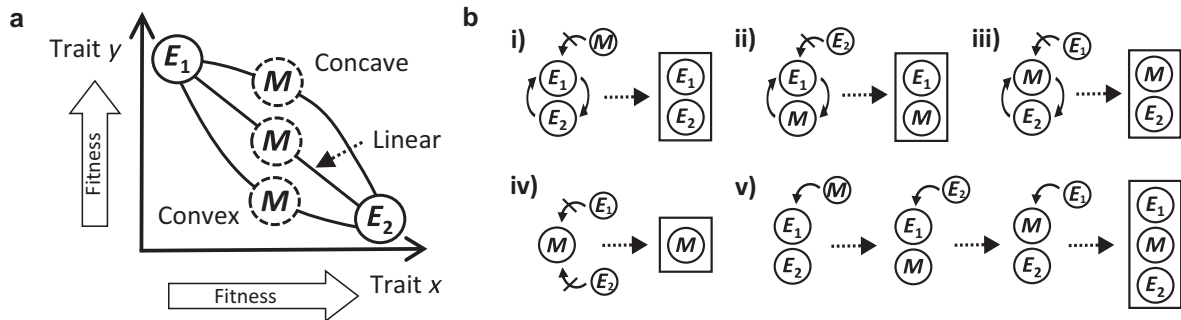 a
Trait y
E1
M
Concave
M
Linear
Convex
M
E2
Fitness
Trait x
Fitness
b
i)
M
E1
E2
E1
E2
ii)
E2
E1
M
E1
M
iii)
E1
M
E2
M
E2
iv)
E1
M
E2
M
v)
M
E1
E2
E2
E1
M
E1
M
E2
E1
M
E2